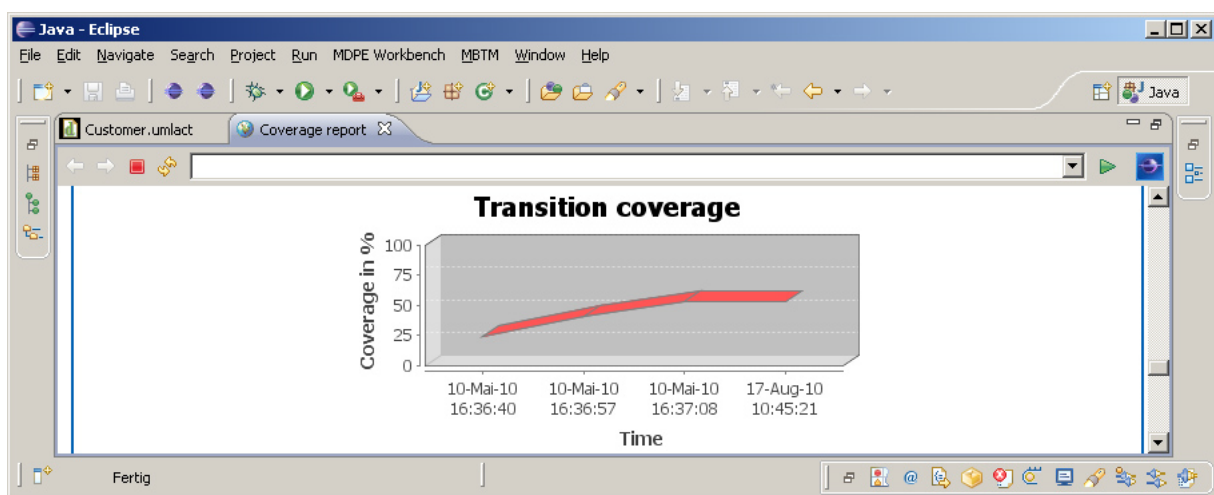 Java - Eclipse
File Edit Navigate Search Project Run MDPE Workbench MBTM Window Help
Java
Customer.umlact Coverage report
Transition coverage
Coverage in %
100
75
50
25
0
10-Mai-10 10-Mai-10 10-Mai-10 17-Aug-10
16:36:40 16:36:57 16:37:08 10:45:21
Time
Fertig